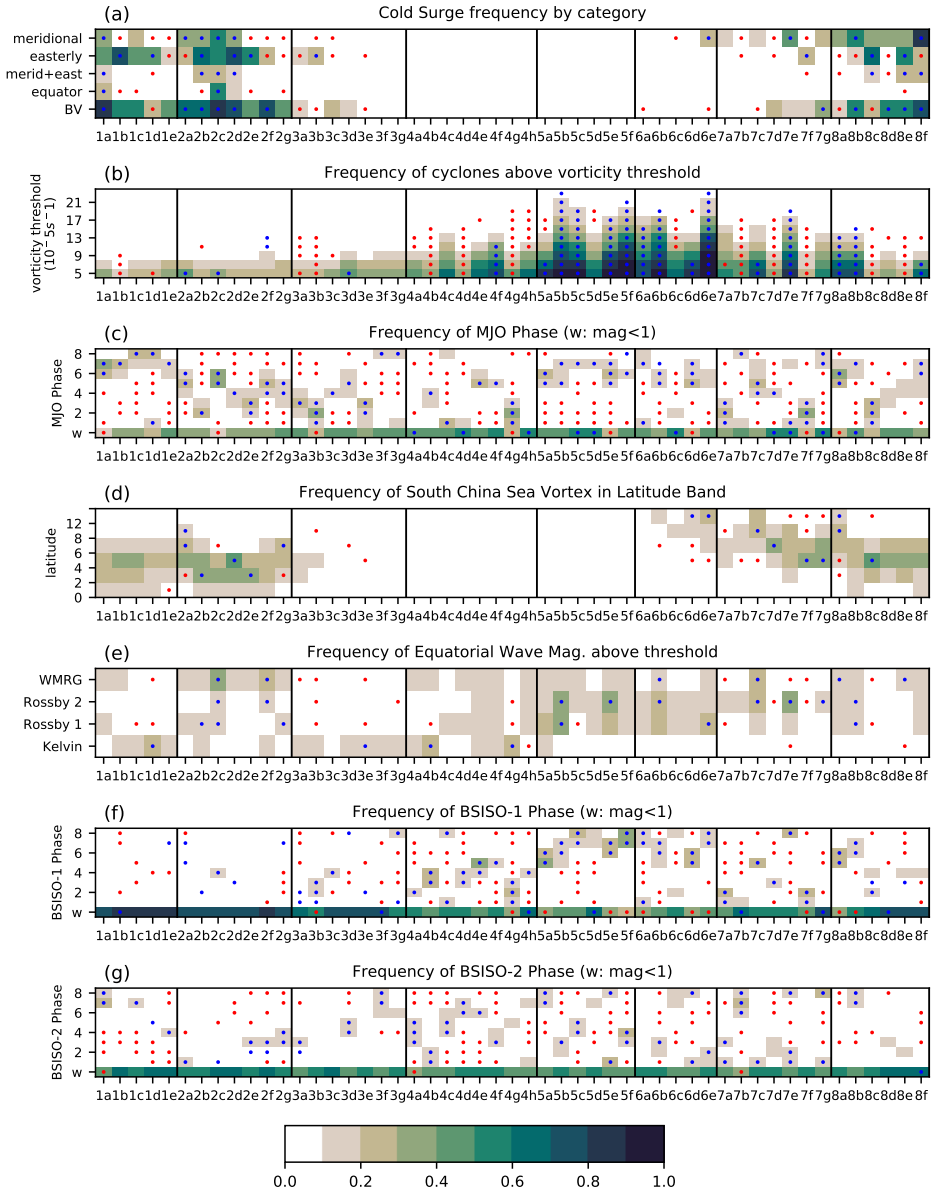 (a) Cold Surge frequency by category
meridional
easterly
merid+east
equator
BV
1a1b1c1d1e2a2b2c2d2e2f2g3a3b3c3d3e3f3g4a4b4c4d4e4f4g4h5a5b5c5d5e5f6a6b6c6d6e7a7b7c7d7e7f7g8a8b8c8d8e8f
(b) Frequency of cyclones above vorticity threshold
vorticity threshold
(10⁻5s⁻1)
21
17
13
9
5
1a1b1c1d1e2a2b2c2d2e2f2g3a3b3c3d3e3f3g4a4b4c4d4e4f4g4h5a5b5c5d5e5f6a6b6c6d6e7a7b7c7d7e7f7g8a8b8c8d8e8f
(c) Frequency of MJO Phase (w: mag<1)
MJO Phase
8
6
4
2
w
1a1b1c1d1e2a2b2c2d2e2f2g3a3b3c3d3e3f3g4a4b4c4d4e4f4g4h5a5b5c5d5e5f6a6b6c6d6e7a7b7c7d7e7f7g8a8b8c8d8e8f
(d) Frequency of South China Sea Vortex in Latitude Band
latitude
12
8
6
4
2
0
1a1b1c1d1e2a2b2c2d2e2f2g3a3b3c3d3e3f3g4a4b4c4d4e4f4g4h5a5b5c5d5e5f6a6b6c6d6e7a7b7c7d7e7f7g8a8b8c8d8e8f
(e) Frequency of Equatorial Wave Mag. above threshold
WMRG
Rossby 2
Rossby 1
Kelvin
1a1b1c1d1e2a2b2c2d2e2f2g3a3b3c3d3e3f3g4a4b4c4d4e4f4g4h5a5b5c5d5e5f6a6b6c6d6e7a7b7c7d7e7f7g8a8b8c8d8e8f
(f) Frequency of BSISO-1 Phase (w: mag<1)
BSISO-1 Phase
8
6
4
2
w
1a1b1c1d1e2a2b2c2d2e2f2g3a3b3c3d3e3f3g4a4b4c4d4e4f4g4h5a5b5c5d5e5f6a6b6c6d6e7a7b7c7d7e7f7g8a8b8c8d8e8f
(g) Frequency of BSISO-2 Phase (w: mag<1)
BSISO-2 Phase
8
6
4
2
w
1a1b1c1d1e2a2b2c2d2e2f2g3a3b3c3d3e3f3g4a4b4c4d4e4f4g4h5a5b5c5d5e5f6a6b6c6d6e7a7b7c7d7e7f7g8a8b8c8d8e8f
0.0 0.2 0.4 0.6 0.8 1.0